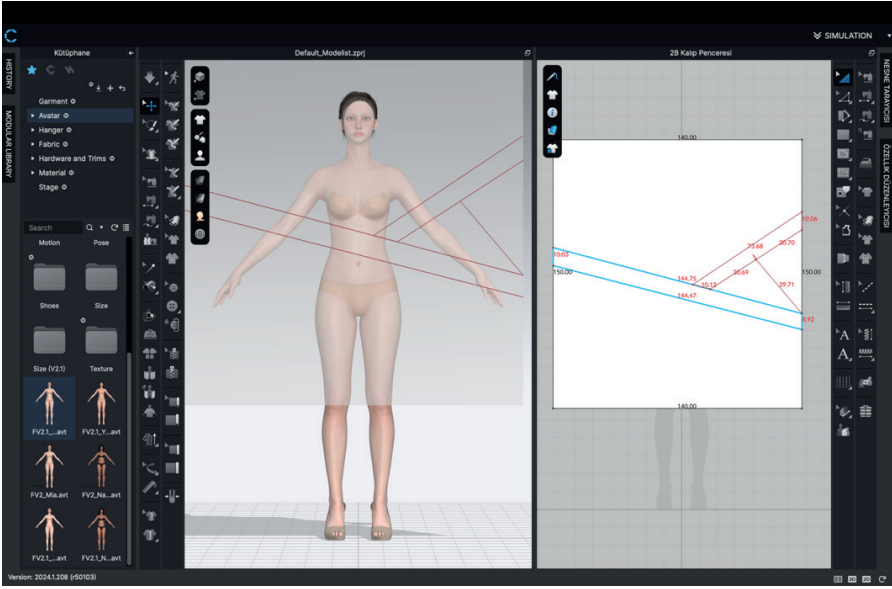 SIMULATION
HISTORY
MODULAR LIBRARY
Kütüphane
Garment
Avatar
Hanger
Fabric
Hardware and Trims
Material
Stage
Search
Motion
Pose
Shoes
Size
Size (V2.1)
Texture
FV2.1_....avt
FV2.1_Y...avt
FV2_Mia.avt
FV2_Na...avt
FV2.1_....avt
FV2.1_N...avt
Default_Modelist.zprj
2B Kalıp Penceresi
140.00
10.03
150.00
144.75
10.12
144.47
73.68
30.69
30.70
10.06
39.71
150.00
8.92
140.00
NESNE TARAYICISI
ÖZELLİK DÜZENLEYİCİSİ
Version: 2024.1.208 (r50103)
3D
2D